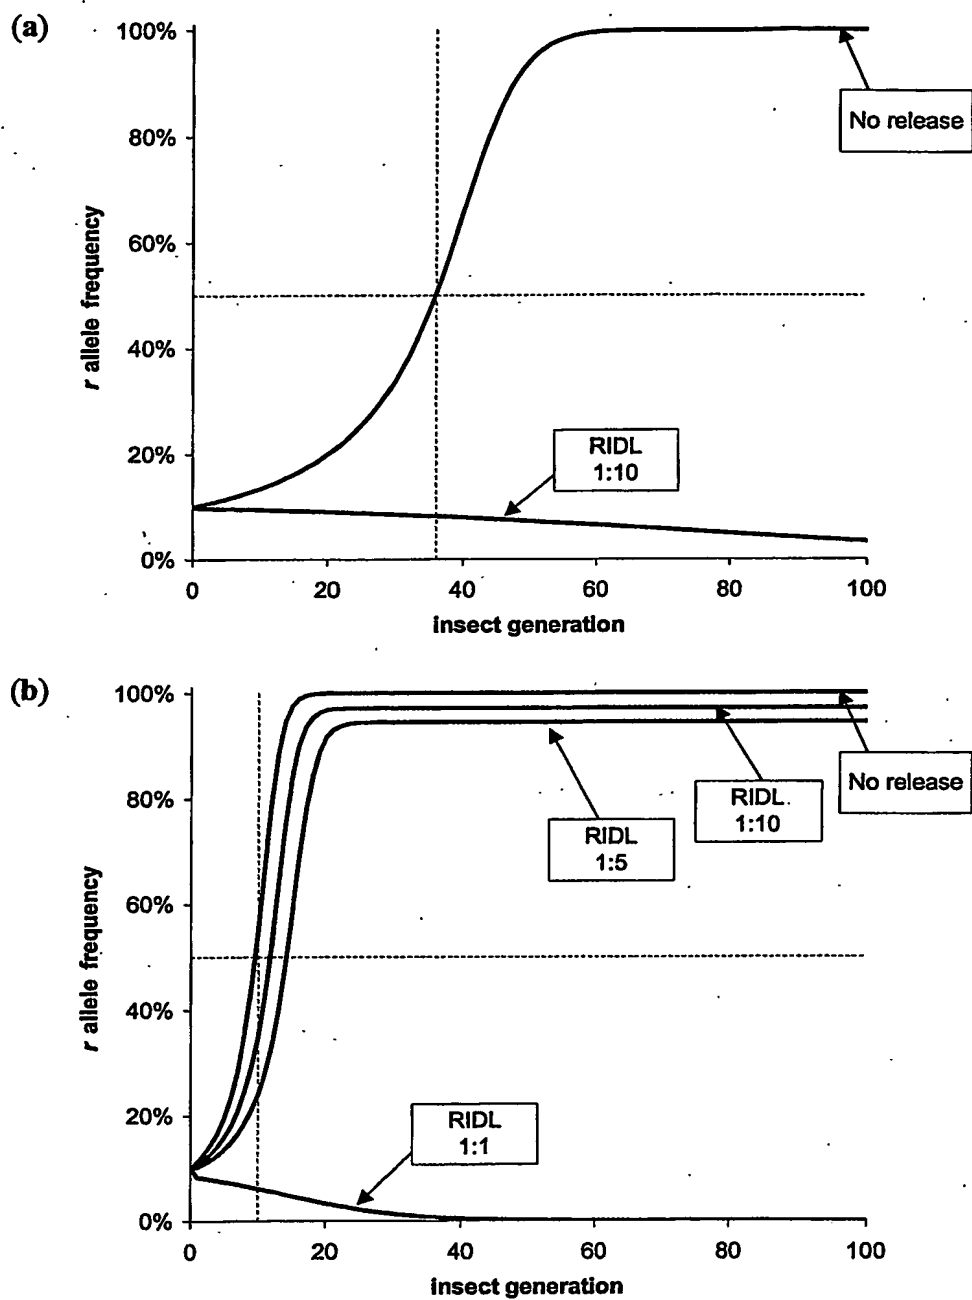 (a)
100%
80%
60%
40%
20%
0%
r allele frequency
No release
RIDL
1:10
0 20 40 60 80 100
insect generation
(b)
100%
80%
60%
40%
20%
0%
r allele frequency
No release
RIDL.
1:10
RIDL
1:5
RIDL
1:1
0 20 40 60 80 100
insect generation